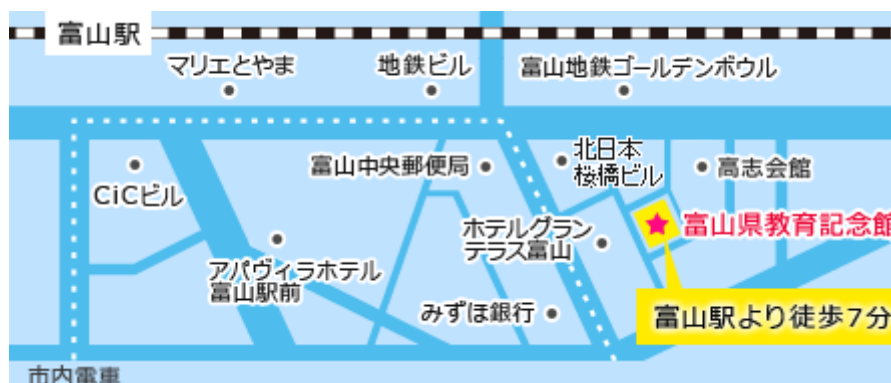 富山駅
マリエとやま
地鉄ビル
富山地鉄ゴールデンボウル
CiCビル
富山中央郵便局
北日本
桜橋ビル
高志会館
アパヴィラホテル
富山駅前
ホテルグラン
テラス富山
富山県教育記念館
みずほ銀行
富山駅より徒歩7分
市内電車